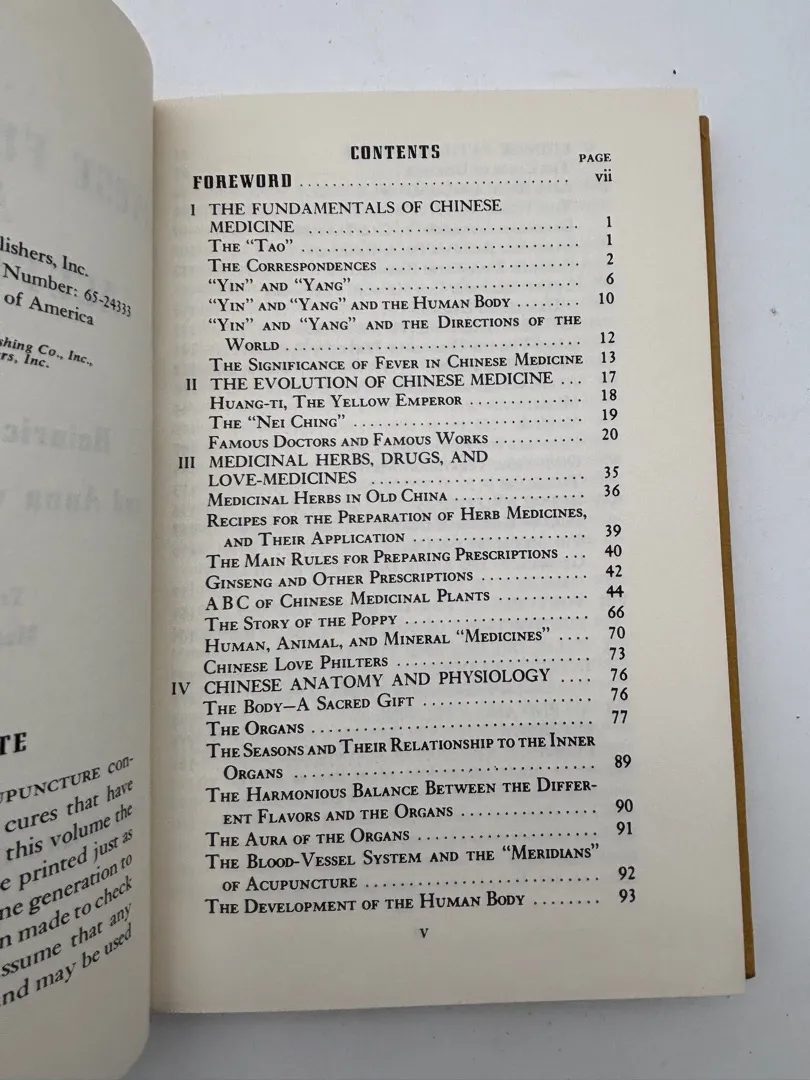 lishers, Inc.
Number: 65-24333
of America
shing Co., Inc.,
rs, Inc.
TE
UPUNCTURE con-
cures that have
this volume the
e printed just as
ne generation to
n made to check
ssume that any
nd may be used
CONTENTS
PAGE
FOREWORD ................................ vii
I THE FUNDAMENTALS OF CHINESE
MEDICINE ................................ 1
THE "TAO" ................................ 1
THE CORRESPONDENCES ........................ 2
"YIN" AND "YANG" ........................... 6
"YIN" AND "YANG" AND THE HUMAN BODY ........ 10
"YIN" AND "YANG" AND THE DIRECTIONS OF THE
WORLD .................................. 12
THE SIGNIFICANCE OF FEVER IN CHINESE MEDICINE 13
II THE EVOLUTION OF CHINESE MEDICINE ... 17
HUANG-TI, THE YELLOW EMPEROR ............. 18
THE "NEI CHING" .......................... 19
FAMOUS DOCTORS AND FAMOUS WORKS ........... 20
III MEDICINAL HERBS, DRUGS, AND
LOVE-MEDICINES .......................... 35
MEDICINAL HERBS IN OLD CHINA ............... 36
RECIPES FOR THE PREPARATION OF HERB MEDICINES,
AND THEIR APPLICATION ..................... 39
THE MAIN RULES FOR PREPARING PRESCRIPTIONS ... 40
GINSENG AND OTHER PRESCRIPTIONS ............. 42
A B C OF CHINESE MEDICINAL PLANTS ........... 44
THE STORY OF THE POPPY ..................... 66
HUMAN, ANIMAL, AND MINERAL "MEDICINES" .... 70
CHINESE LOVE PHILTERS ...................... 73
IV CHINESE ANATOMY AND PHYSIOLOGY .... 76
THE BODY—A SACRED GIFT .................... 76
THE ORGANS ................................ 77
THE SEASONS AND THEIR RELATIONSHIP TO THE INNER
ORGANS ................................. 89
THE HARMONIOUS BALANCE BETWEEN THE DIFFER-
ENT FLAVORS AND THE ORGANS ................ 90
THE AURA OF THE ORGANS .................... 91
THE BLOOD-VESSEL SYSTEM AND THE "MERIDIANS"
OF ACUPUNCTURE ........................... 92
THE DEVELOPMENT OF THE HUMAN BODY ........ 93
v